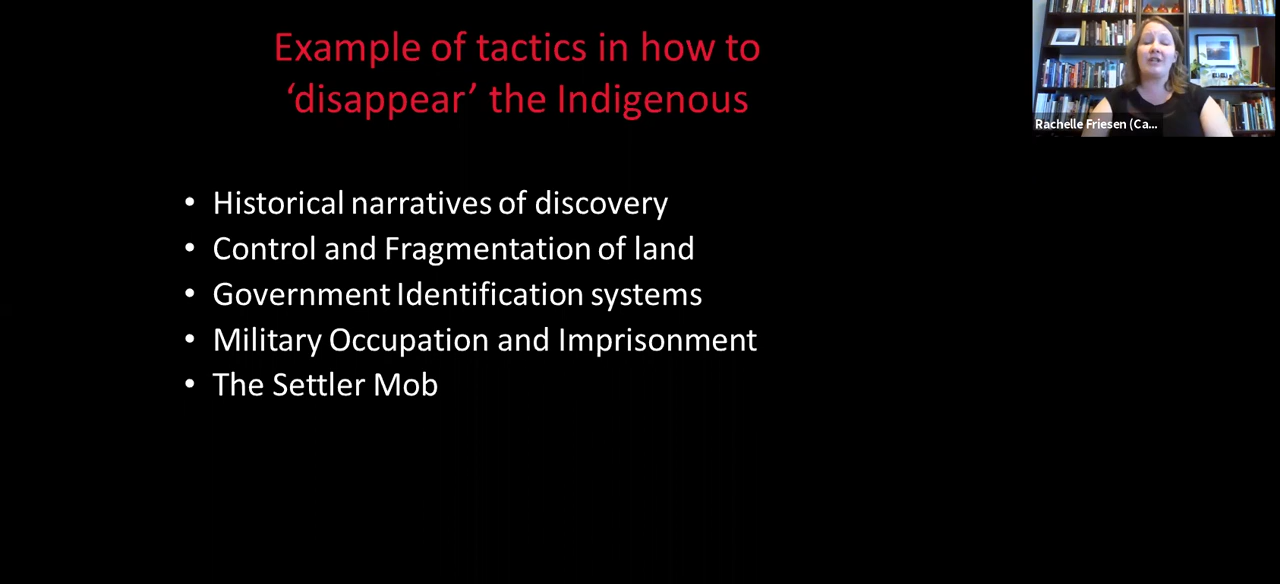 Example of tactics in how to
‘disappear’ the Indigenous
• Historical narratives of discovery
• Control and Fragmentation of land
• Government Identification systems
• Military Occupation and Imprisonment
• The Settler Mob
Rachelle Friesen (Ca...